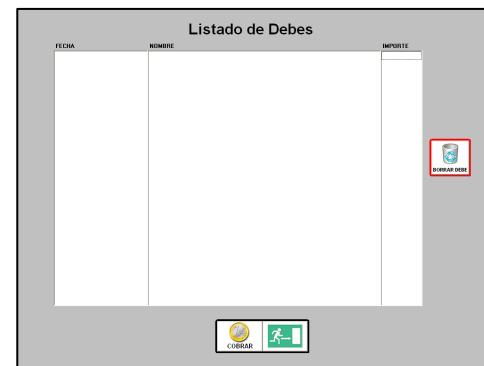 Listado de Debes
FECHA NOMBRE IMPORTE
BORRAR DEBE
COBRAR